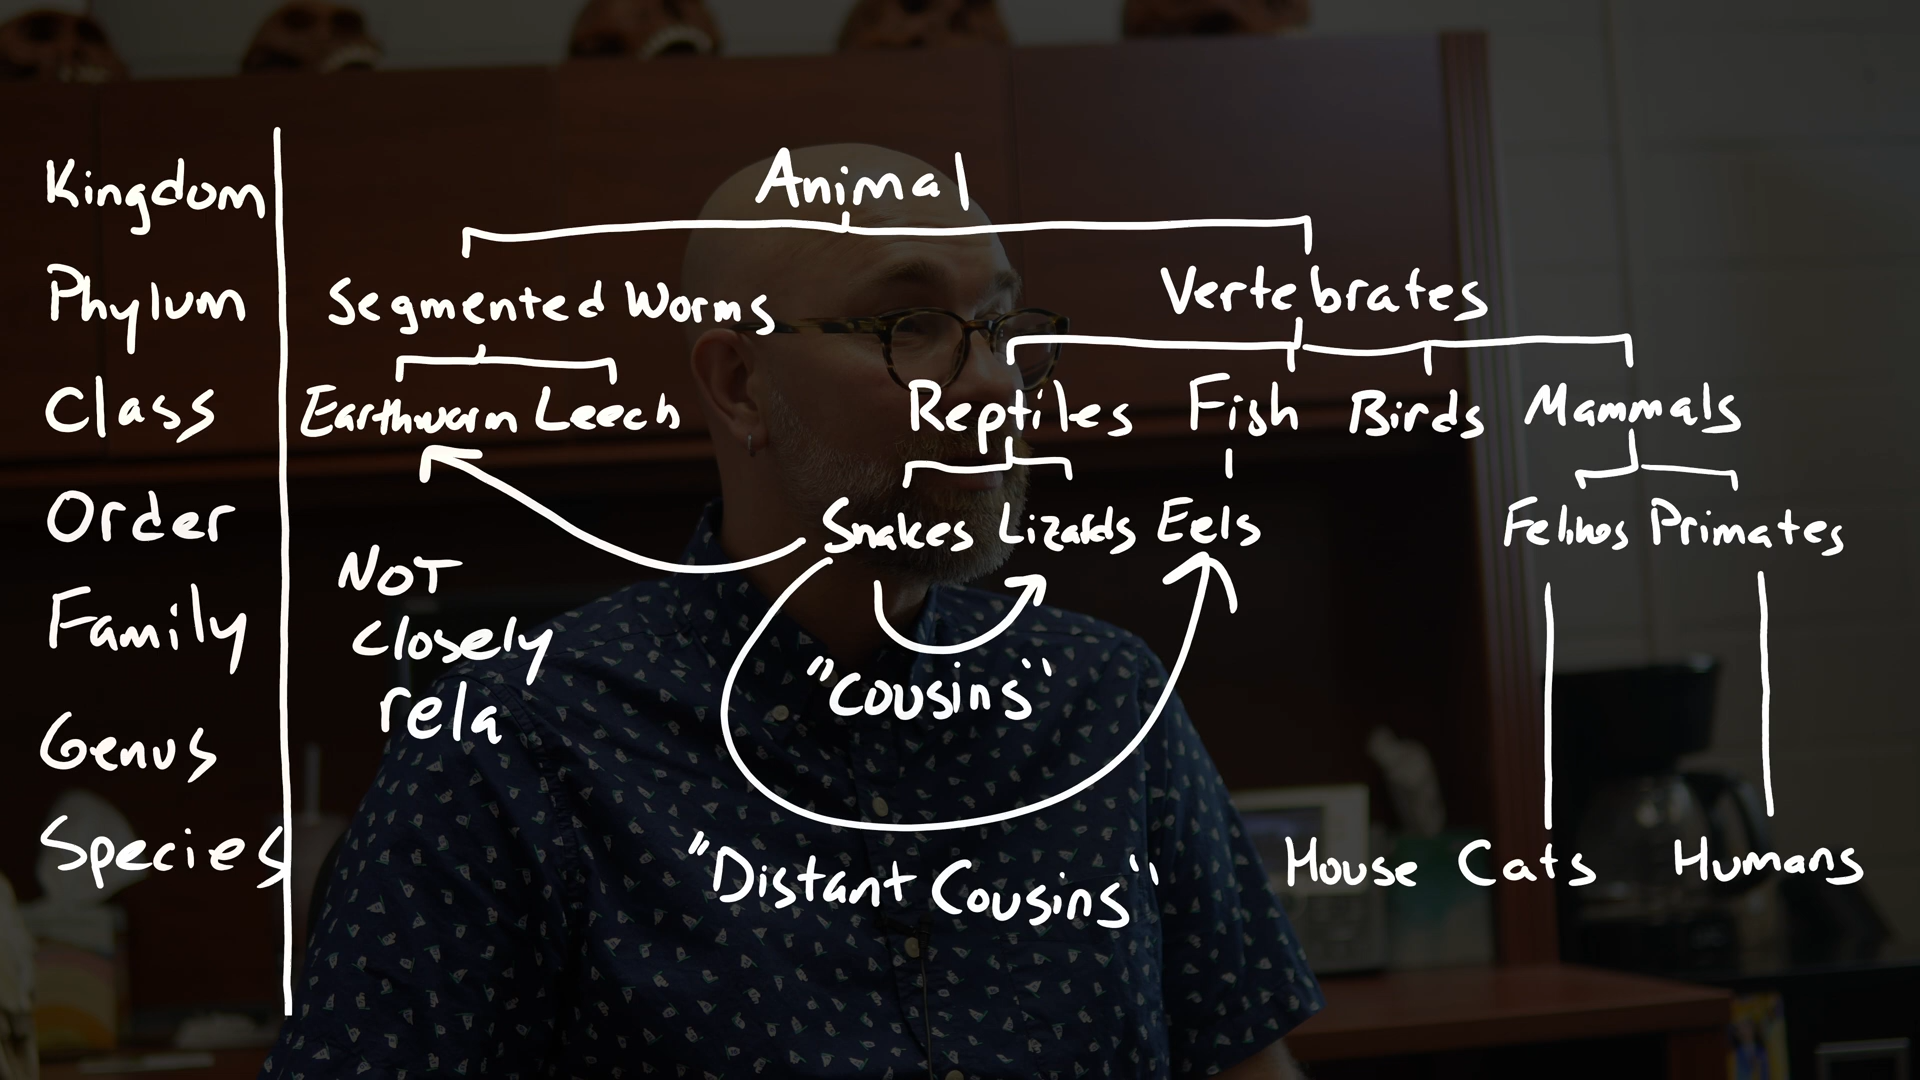 Kingdom
Animal
Phylum
Segmented Worms
Vertebrates
Class
Earthworm Leech
Reptiles Fish Birds Mammals
Order
Snakes Lizards Eels
Felines Primates
Family
NOT
closely
rela
"Cousins"
Genus
Species
"Distant Cousins"
House Cats
Humans